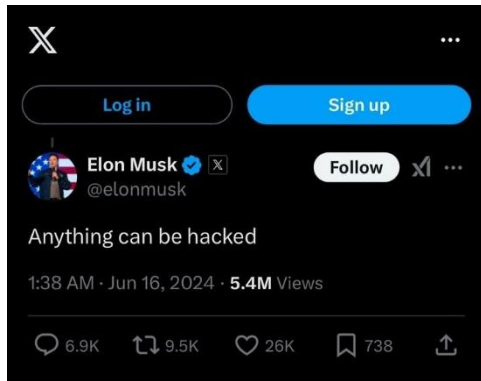 Log in Sign up
Elon Musk Follow
@elonmusk
Anything can be hacked
1:38 AM · Jun 16, 2024 · 5.4M Views
6.9K 9.5K 26K 738